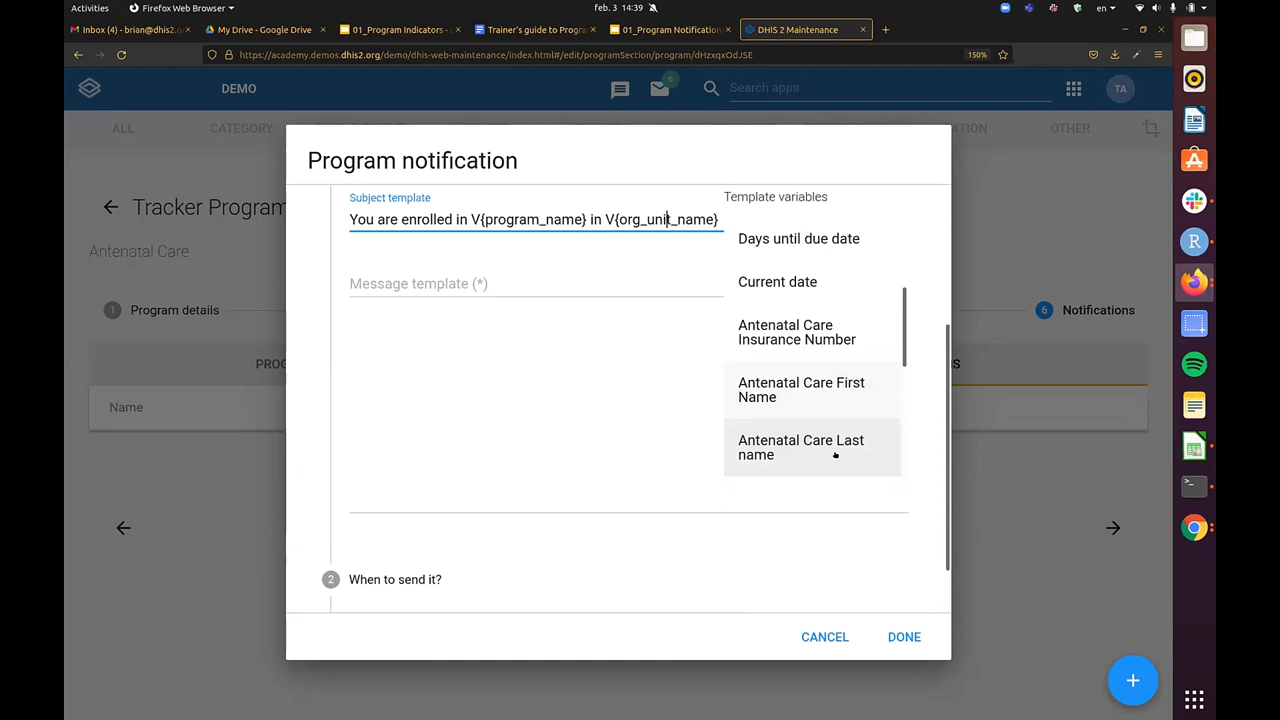 Activities
Firefox Web Browser
feb. 3 14:39
en
Inbox (4) - brian@dhis2.o
My Drive - Google Drive
01_Program Indicators -
Trainer's guide to Progra
01_Program Notification
DHIS 2 Maintenance
https://academy.demos.dhis2.org/demo/dhis-web-maintenance/index.html#/edit/programSection/program/dHzxqxOdJSE
150%
DEMO
6
Search apps
TA
ALL
CATEGORY
ATION
OTHER
Tracker Program
Antenatal Care
1 Program details
6 Notifications
PROG
S
Name
Program notification
Subject template
You are enrolled in V{program_name} in V{org_unit_name}
Message template (*)
Template variables
Days until due date
Current date
Antenatal Care
Insurance Number
Antenatal Care First
Name
Antenatal Care Last
name
2 When to send it?
CANCEL
DONE